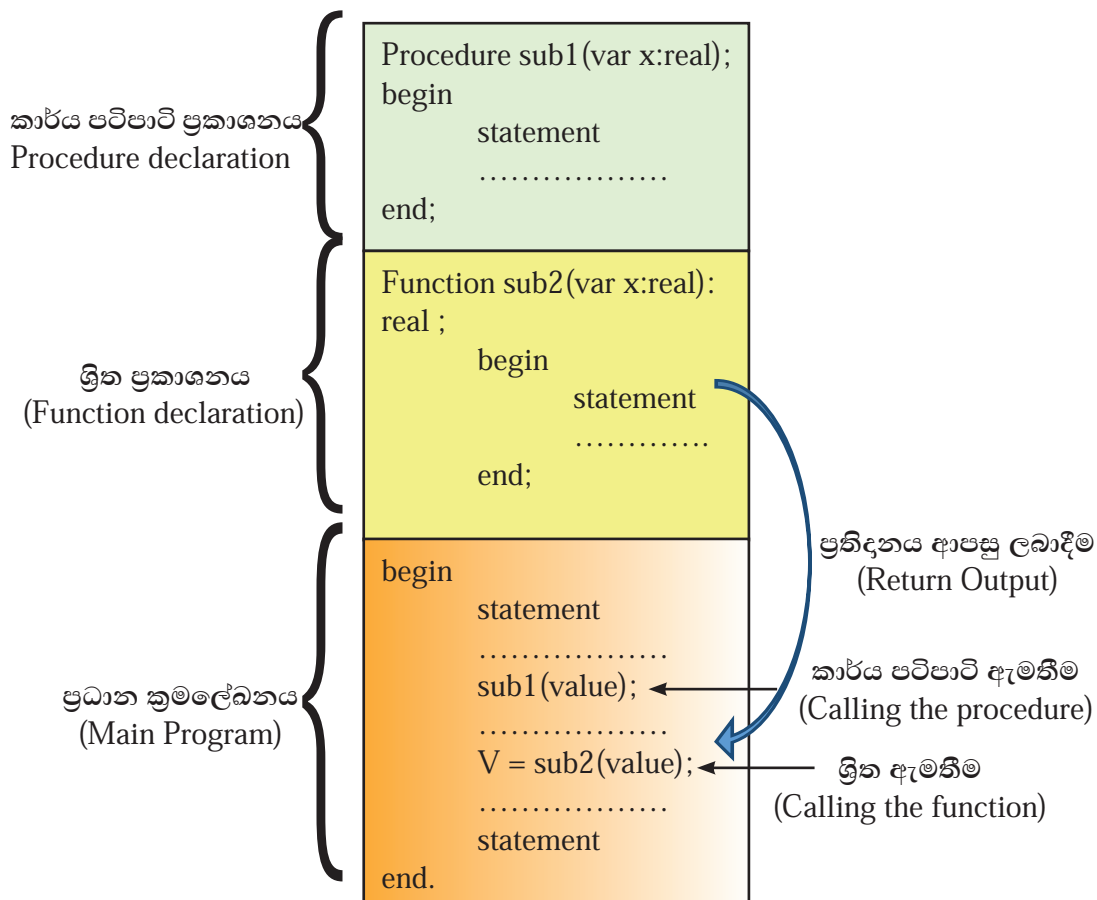 කාර්ය පටිපාටි ප්‍රකාශනය
Procedure declaration
Procedure sub1(var x:real);
begin
statement
………………
end;
ශ්‍රිත ප්‍රකාශනය
(Function declaration)
Function sub2(var x:real):
real ;
begin
statement
………….
end;
ප්‍රතිදානය ආපසු ලබාදීම
(Return Output)
ප්‍රධාන ක්‍රමලේඛනය
(Main Program)
begin
statement
………………
sub1(value);
………………
V = sub2(value);
………………
statement
end.
කාර්ය පටිපාටි ඇමතීම
(Calling the procedure)
ශ්‍රිත ඇමතීම
(Calling the function)